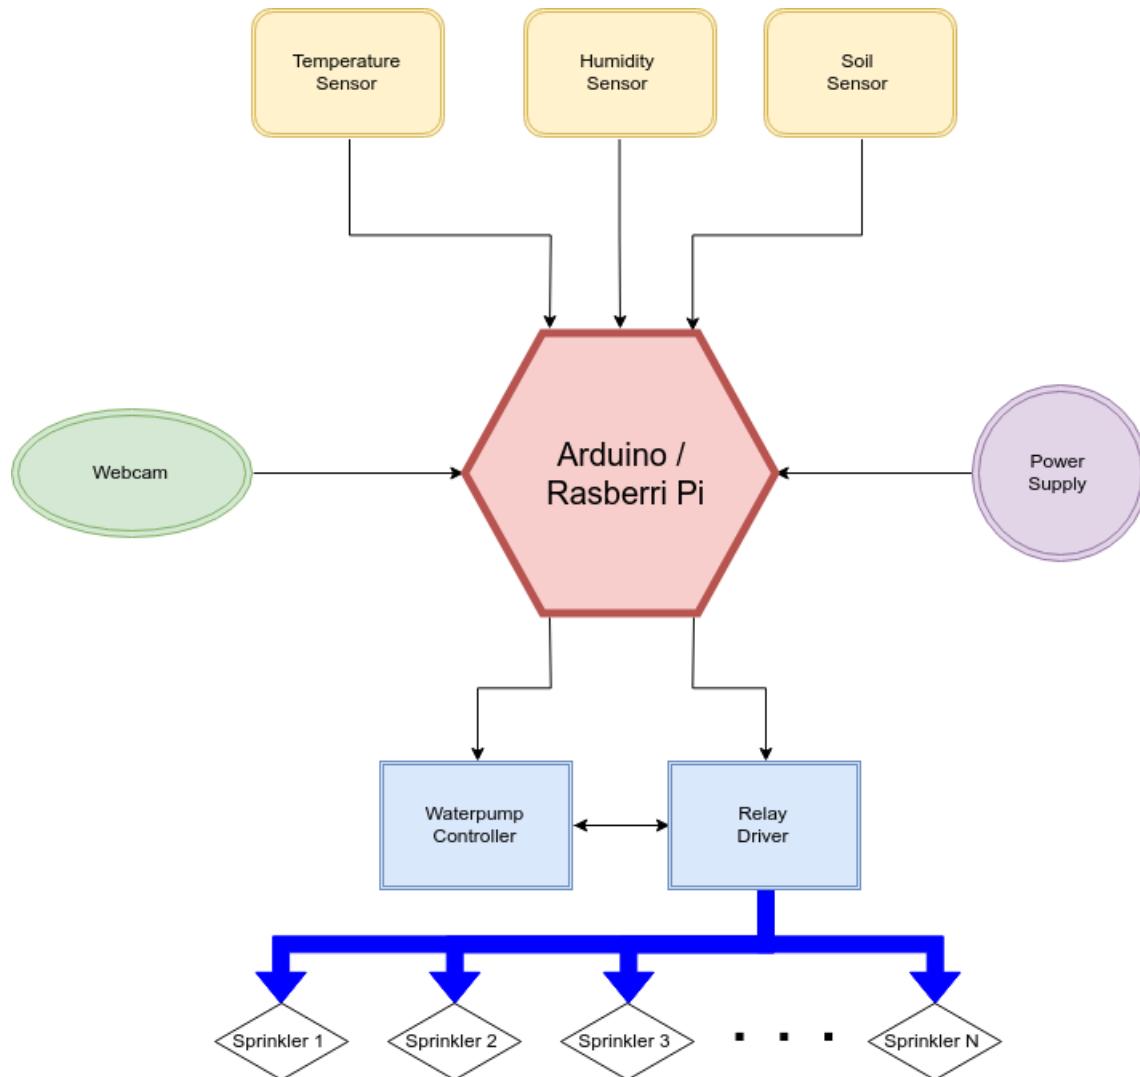 Temperature
Sensor
Humidity
Sensor
Soil
Sensor
Webcam
Arduino /
Rasberri Pi
Power
Supply
Waterpump
Controller
Relay
Driver
Sprinkler 1
Sprinkler 2
Sprinkler 3
. . .
Sprinkler N